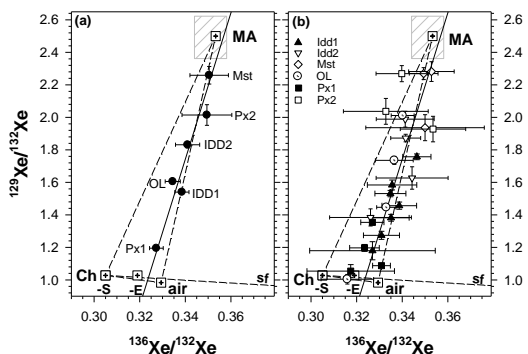 (a)
MA
Mst
Px2
IDD2
OL
IDD1
Px1
Ch
-S
-E
air
2.6
2.4
2.2
2.0
1.8
1.6
1.4
1.2
1.0
0.30
0.32
0.34
0.36
129Xe/132Xe
136Xe/132Xe
(b)
MA
Idd1
Idd2
Mst
OL
Px1
Px2
Ch
-S
-E
air
sf
0.30
0.32
0.34
0.36
136Xe/132Xe